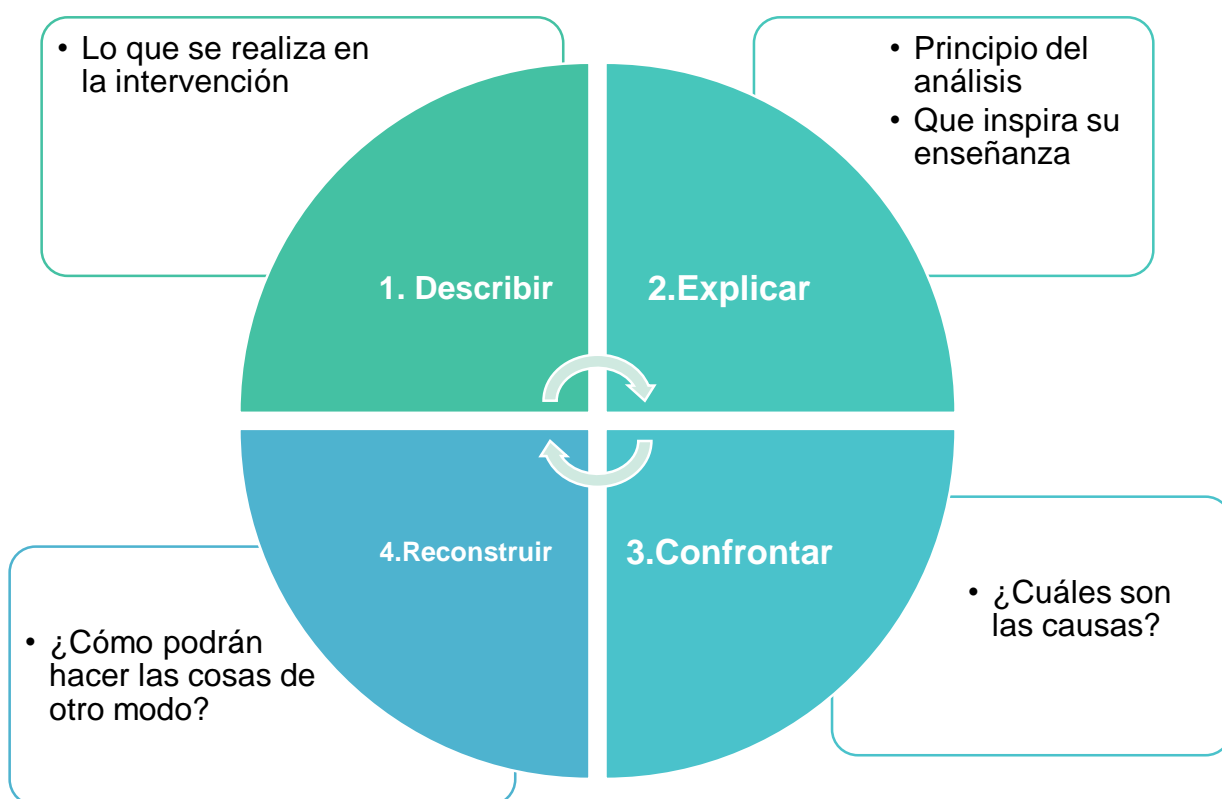 • Lo que se realiza en
la intervención
• Principio del
análisis
• Que inspira su
enseñanza
1. Describir
2.Explicar
4.Reconstruir
3.Confrontar
• ¿Cómo podrán
hacer las cosas de
otro modo?
• ¿Cuáles son
las causas?